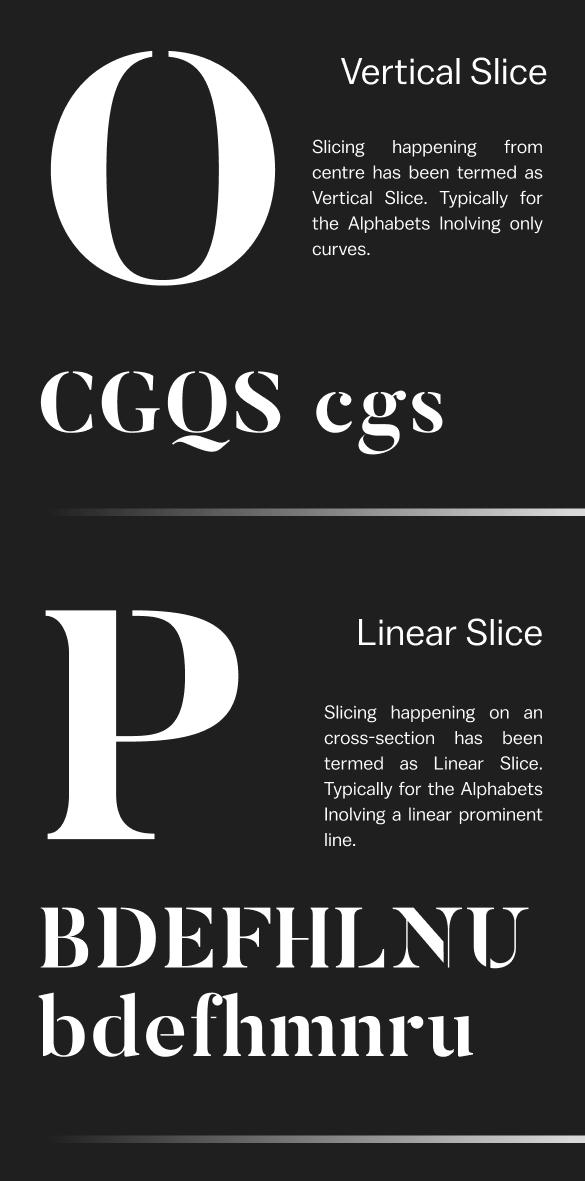 O
Vertical Slice
Slicing happening from
centre has been termed as
Vertical Slice. Typically for
the Alphabets Inolving only
curves.
CGQS cgs
P
Linear Slice
Slicing happening on an
cross-section has been
termed as Linear Slice.
Typically for the Alphabets
Inolving a linear prominent
line.
BDEFHLNU
bdefhmnru